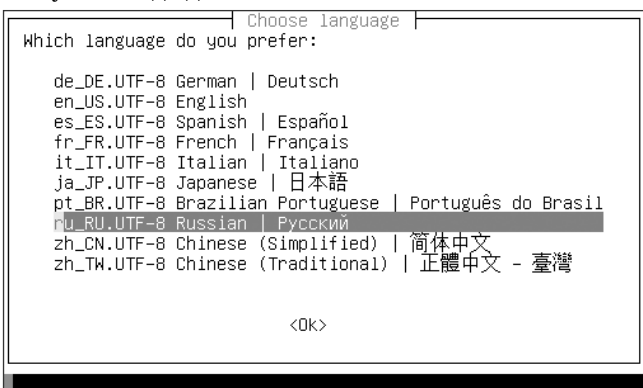 Choose language
Which language do you prefer:
de_DE.UTF-8 German | Deutsch
en_US.UTF-8 English
es_ES.UTF-8 Spanish | Español
fr_FR.UTF-8 French | Français
it_IT.UTF-8 Italian | Italiano
ja_JP.UTF-8 Japanese | 日本語
pt_BR.UTF-8 Brazilian Portuguese | Português do Brasil
ru_RU.UTF-8 Russian | Русский
zh_CN.UTF-8 Chinese (Simplified) | 简体中文
zh_TW.UTF-8 Chinese (Traditional) | 正體中文 - 臺灣
<Ok>